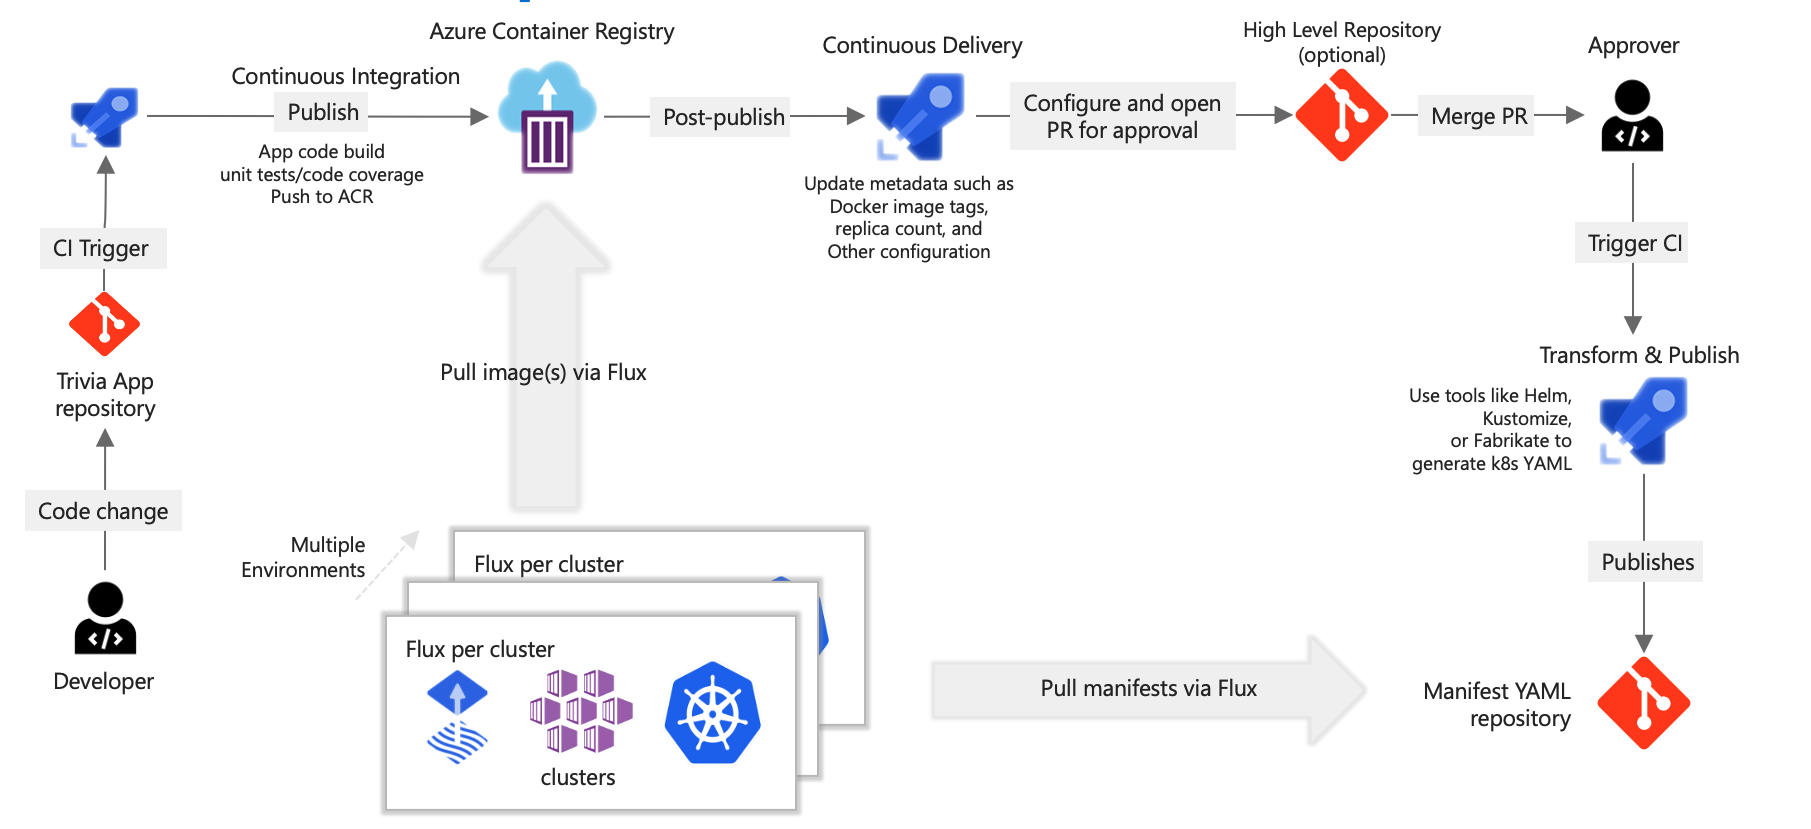 Azure Container Registry
Continuous Integration
Publish
App code build
unit tests/code coverage
Push to ACR
Post-publish
Continuous Delivery
Update metadata such as
Docker image tags,
replica count, and
Other configuration
Configure and open
PR for approval
High Level Repository
(optional)
Merge PR
Approver
CI Trigger
Trivia App
repository
Code change
Developer
Pull image(s) via Flux
Trigger CI
Transform & Publish
Use tools like Helm,
Kustomize,
or Fabrikate to
generate k8s YAML
Publishes
Manifest YAML
repository
Multiple
Environments
Flux per cluster
Flux per cluster
clusters
Pull manifests via Flux